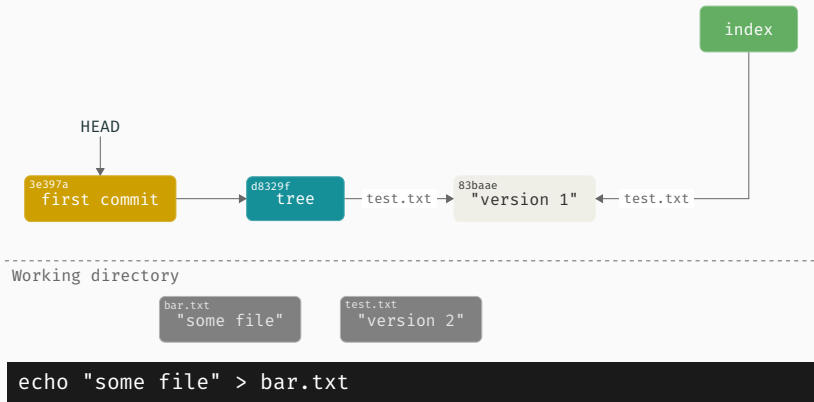 index
HEAD
3e397a
first commit
d8329f
tree
test.txt
83baae
"version 1"
test.txt
Working directory
bar.txt
"some file"
test.txt
"version 2"
echo "some file" > bar.txt